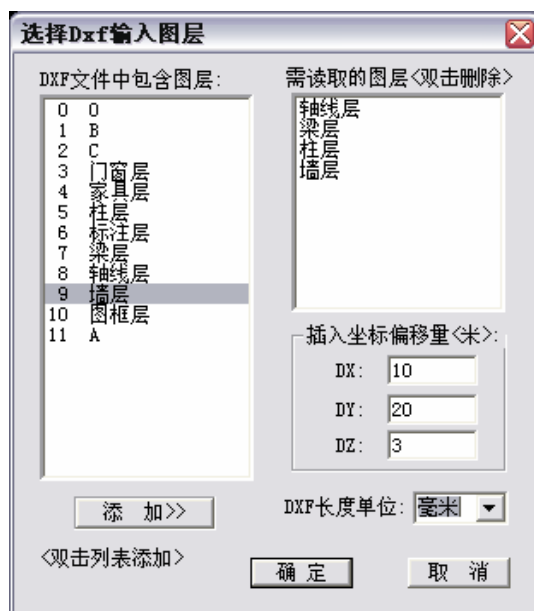 选择Dxf输入图层
DXF文件中包含图层:
0 0
1 B
2 C
3 门窗层
4 家具层
5 柱层
6 标注层
7 梁层
8 轴线层
9 墙层
10 图框层
11 A
添 加>>
<双击列表添加>
需读取的图层<双击删除>
轴线层
梁层
柱层
墙层
插入坐标偏移量<米>:
DX: 10
DY: 20
DZ: 3
DXF长度单位: 毫米
确 定
取 消